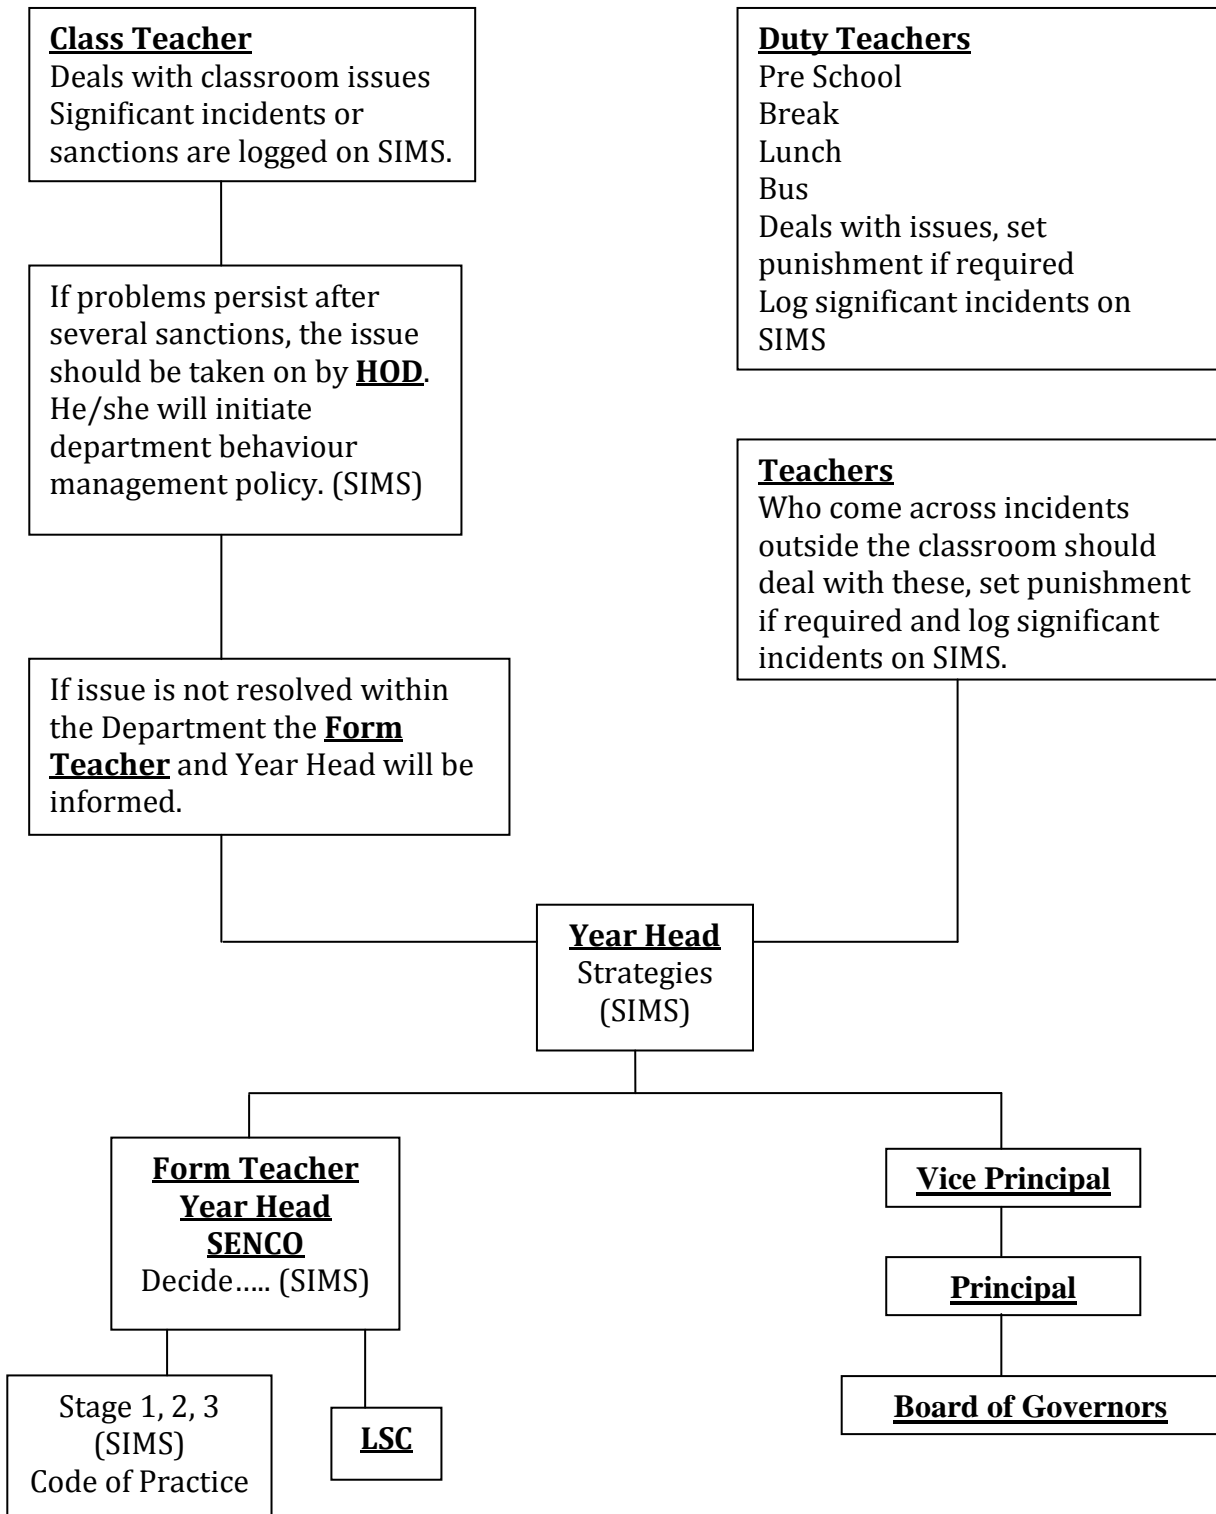 Class Teacher
Deals with classroom issues
Significant incidents or
sanctions are logged on SIMS.
If problems persist after
several sanctions, the issue
should be taken on by HOD.
He/she will initiate
department behaviour
management policy. (SIMS)
If issue is not resolved within
the Department the Form
Teacher and Year Head will be
informed.
Duty Teachers
Pre School
Break
Lunch
Bus
Deals with issues, set
punishment if required
Log significant incidents on
SIMS
Teachers
Who come across incidents
outside the classroom should
deal with these, set punishment
if required and log significant
incidents on SIMS.
Year Head
Strategies
(SIMS)
Form Teacher
Year Head
SENCO
Decide….. (SIMS)
Stage 1, 2, 3
(SIMS)
Code of Practice
LSC
Vice Principal
Principal
Board of Governors